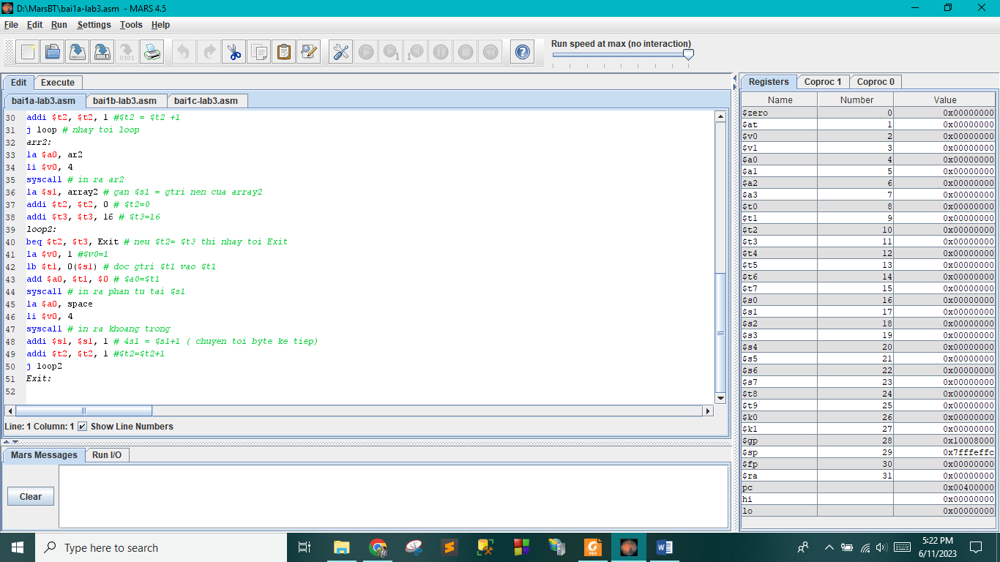 D:\MarsBT\bai1a-lab3.asm - MARS 4.5
File Edit Run Settings Tools Help
Run speed at max (no interaction)
Edit Execute
bai1a-lab3.asm bai1b-lab3.asm bai1c-lab3.asm
30 addi $t2, $t2, 1 #$t2 = $t2 +1
31 j loop # nhay toi loop
32 arr2:
33 la $a0, ar2
34 li $v0, 4
35 syscall # in ra ar2
36 la $s1, array2 # gan $s1 = gtri nen cua array2
37 addi $t2, $t2, 0 # $t2=0
38 addi $t3, $t3, 16 # $t3=16
39 loop2:
40 beq $t2, $t3, Exit # neu $t2= $t3 thi nhay toi Exit
41 la $v0, 1 #$v0=1
42 lb $t1, 0($s1) # doc gtri $t1 vao $t1
43 add $a0, $t1, $0 # $a0=$t1
44 syscall # in ra phan tu tai $s1
45 la $a0, space
46 li $v0, 4
47 syscall # in ra khoang trong
48 addi $s1, $s1, 1 # 4s1 = $s1+1 ( chuyen toi byte ke tiep)
49 addi $t2, $t2, 1 #$t2=$t2+1
50 j loop2
51 Exit:
52
Line: 1 Column: 1 Show Line Numbers
Mars Messages Run I/O
Clear
Registers Coproc 1 Coproc 0
Name Number Value
$zero 0 0x00000000
$at 1 0x00000000
$v0 2 0x00000000
$v1 3 0x00000000
$a0 4 0x00000000
$a1 5 0x00000000
$a2 6 0x00000000
$a3 7 0x00000000
$t0 8 0x00000000
$t1 9 0x00000000
$t2 10 0x00000000
$t3 11 0x00000000
$t4 12 0x00000000
$t5 13 0x00000000
$t6 14 0x00000000
$t7 15 0x00000000
$s0 16 0x00000000
$s1 17 0x00000000
$s2 18 0x00000000
$s3 19 0x00000000
$s4 20 0x00000000
$s5 21 0x00000000
$s6 22 0x00000000
$s7 23 0x00000000
$t8 24 0x00000000
$t9 25 0x00000000
$k0 26 0x00000000
$k1 27 0x00000000
$gp 28 0x10008000
$sp 29 0x7fffeffc
$fp 30 0x00000000
$ra 31 0x00000000
pc 0x00400000
hi 0x00000000
lo 0x00000000
Type here to search
5:22 PM
6/11/2023